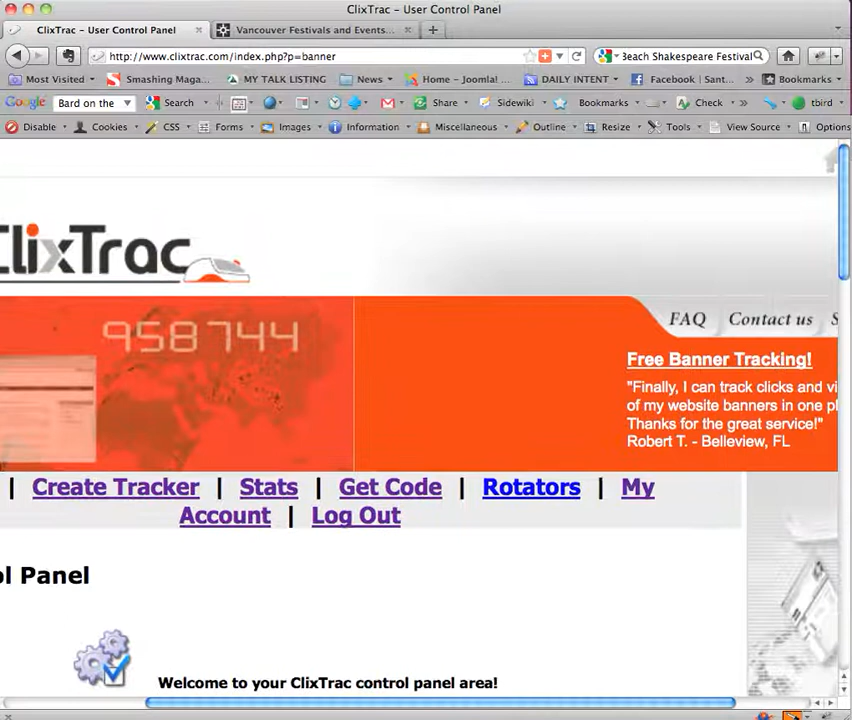 ClixTrac – User Control Panel
ClixTrac – User Control Panel
Vancouver Festivals and Events...
http://www.clixtrac.com/index.php?p=banner
Beach Shakespeare Festival
Most Visited
Smashing Maga...
MY TALK LISTING
News
Home – Joomla! ...
DAILY INTENT
Facebook | Sant...
Bookmarks
Google
Bard on the
Search
Share
Sidewiki
Bookmarks
Check
tbird
Disable
Cookies
CSS
Forms
Images
Information
Miscellaneous
Outline
Resize
Tools
View Source
Options
ClixTrac
958744
FAQ Contact us S
Free Banner Tracking!
"Finally, I can track clicks and vi
of my website banners in one pl
Thanks for the great service!"
Robert T. - Belleview, FL
| Create Tracker | Stats | Get Code | Rotators | My
Account | Log Out
ol Panel
Welcome to your ClixTrac control panel area!